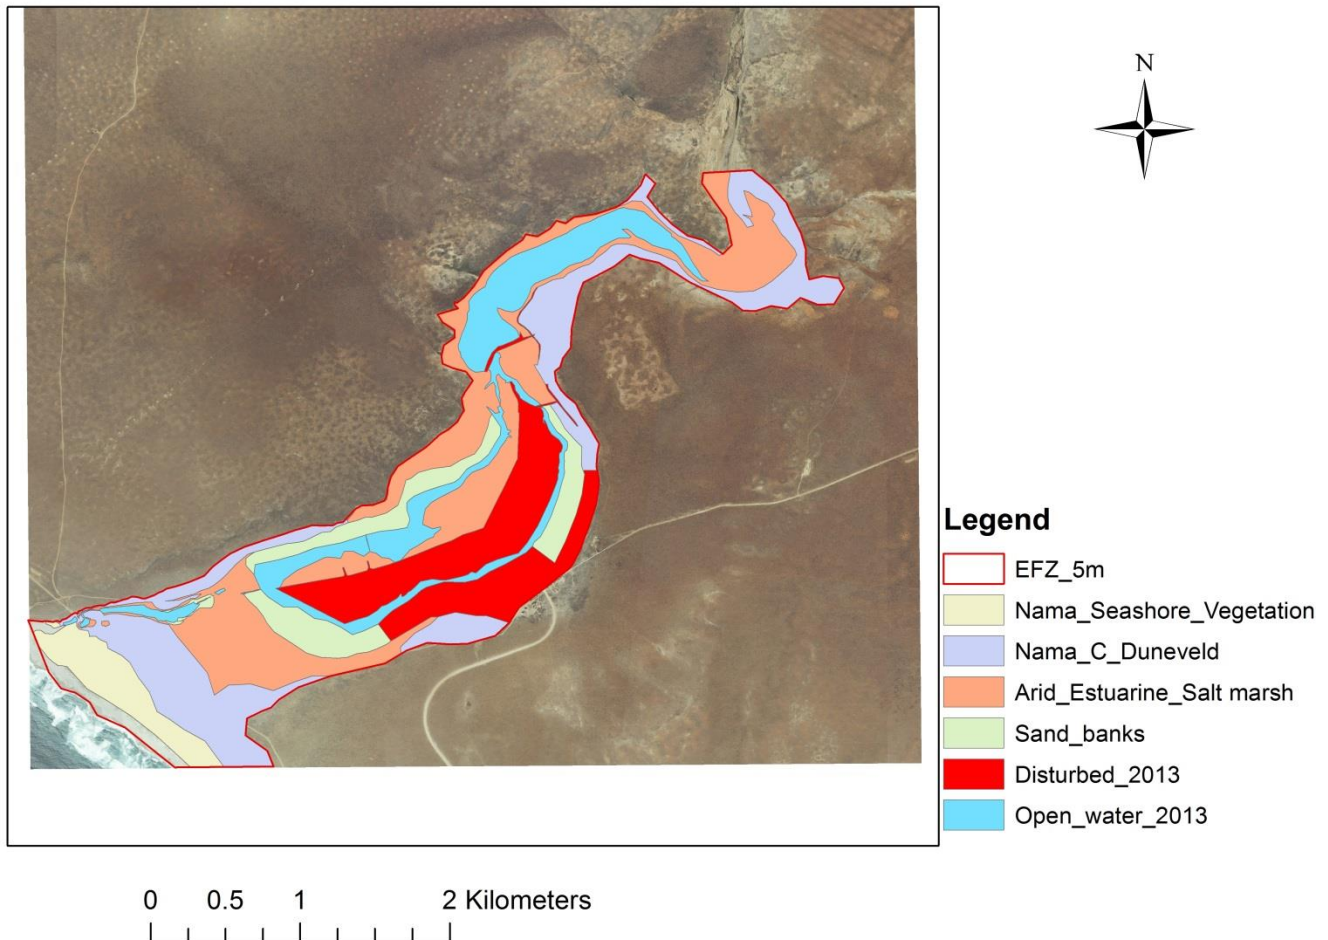 N
Legend
EFZ_5m
Nama_Seashore_Vegetation
Nama_C_Duneveld
Arid_Estuarine_Salt marsh
Sand_banks
Disturbed_2013
Open_water_2013
0 0.5 1 2 Kilometers